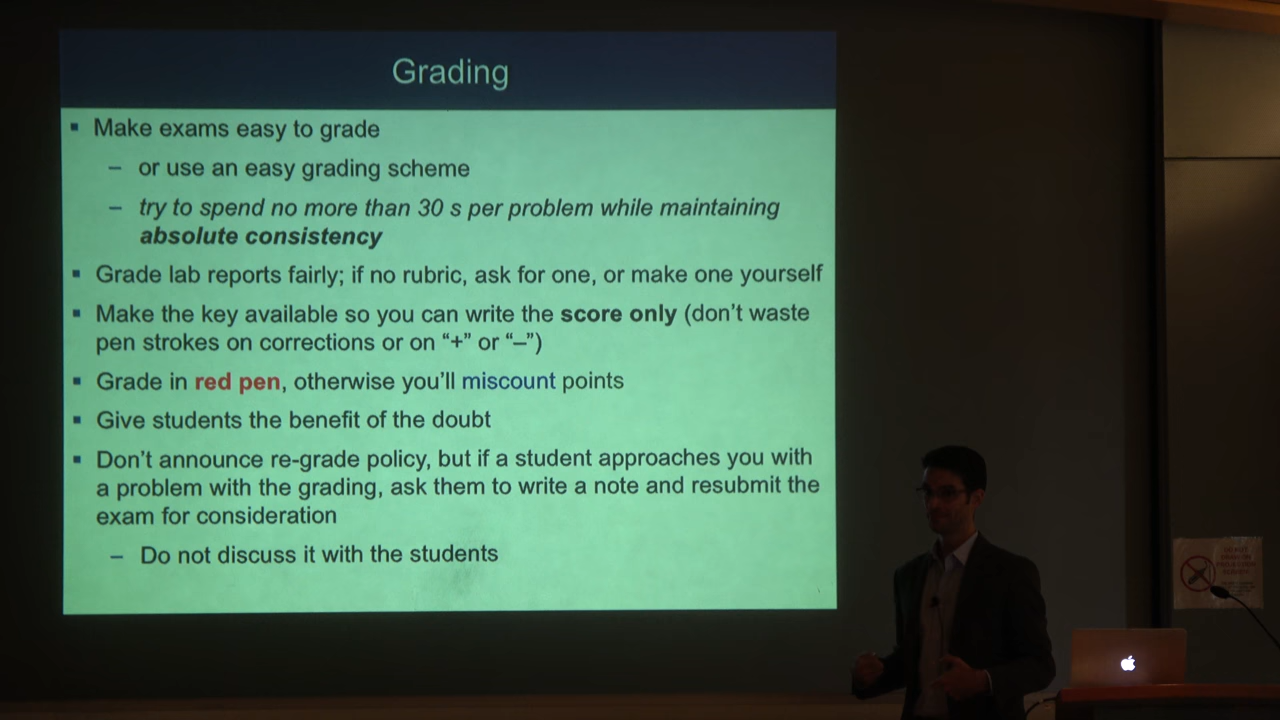 Grading
▪ Make exams easy to grade
– or use an easy grading scheme
– try to spend no more than 30 s per problem while maintaining
absolute consistency
▪ Grade lab reports fairly; if no rubric, ask for one, or make one yourself
▪ Make the key available so you can write the score only (don’t waste
pen strokes on corrections or on “+” or “–”)
▪ Grade in red pen, otherwise you’ll miscount points
▪ Give students the benefit of the doubt
▪ Don’t announce re-grade policy, but if a student approaches you with
a problem with the grading, ask them to write a note and resubmit the
exam for consideration
– Do not discuss it with the students